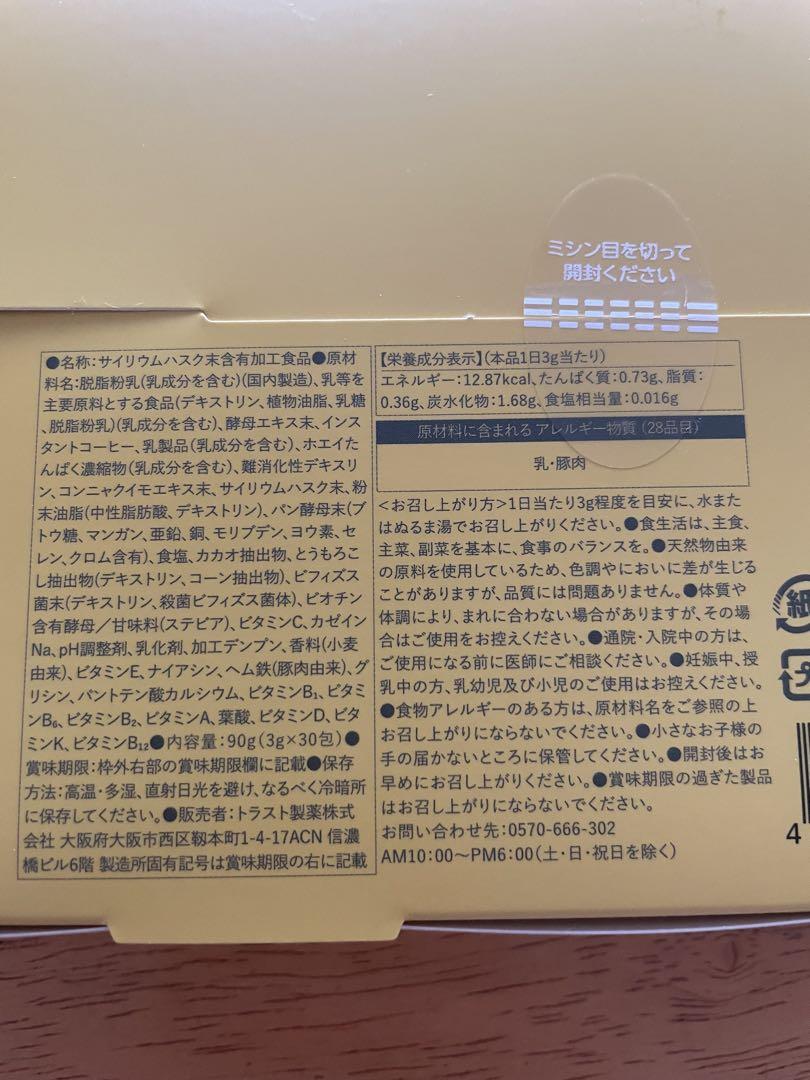 ミシン目を切って
開封ください
●名称:サイリウムハスク末含有加工食品●原材
料名:脱脂粉乳(乳成分を含む)(国内製造)、乳等を
主要原料とする食品(デキストリン、植物油脂、乳糖
、脱脂粉乳)(乳成分を含む)、酵母エキス末、インス
タントコーヒー、乳製品(乳成分を含む)、ホエイた
んぱく濃縮物(乳成分を含む)、難消化性デキスリ
ン、コンニャクイモエキス末、サイリウムハスク末、粉
末油脂(中性脂肪酸、デキストリン)、パン酵母末(ブ
トウ糖、マンガン、亜鉛、銅、モリブデン、ヨウ素、セ
レン、クロム含有)、食塩、カカオ抽出物、とうもろこ
し抽出物(デキストリン、コーン抽出物)、ビフィズス
菌末(デキストリン、殺菌ビフィズス菌体)、ビオチン
含有酵母/甘味料(ステビア)、ビタミンC、カゼイン
Na、pH調整剤、乳化剤、加工デンプン、香料(小麦
由来)、ビタミンE、ナイアシン、ヘム鉄(豚肉由来)、グ
リシン、パントテン酸カルシウム、ビタミンB₁、ビタミ
ンB₆、ビタミンB₂、ビタミンA、葉酸、ビタミンD、ビタ
ミンK、ビタミンB₁₂●内容量:90g(3g×30包)●
賞味期限:枠外右部の賞味期限欄に記載●保存
方法:高温・多湿、直射日光を避け、なるべく冷暗所
に保存してください。●販売者:トラスト製薬株式
会社 大阪府大阪市西区靱本町1-4-17ACN 信濃
橋ビル6階 製造所固有記号は賞味期限の右に記載
【栄養成分表示】(本品1日3g当たり)
エネルギー:12.87kcal、たんぱく質:0.73g、脂質:
0.36g、炭水化物:1.68g、食塩相当量:0.016g
原材料に含まれる アレルギー物質 (28品目)
乳・豚肉
<お召し上がり方>1日当たり3g程度を目安に、水また
はぬるま湯でお召し上がりください。●食生活は、主食、
主菜、副菜を基本に、食事のバランスを。●天然物由来
の原料を使用しているため、色調やにおいに差が生じる
ことがありますが、品質には問題ありません。●体質や
体調により、まれに合わない場合がありますが、その場
合はご使用をお控えください。●通院・入院中の方は、
ご使用になる前に医師にご相談ください。●妊娠中、授
乳中の方、乳幼児及び小児のご使用はお控えください。
●食物アレルギーのある方は、原材料名をご参照の上
お召し上がりにならないでください。●小さなお子様の
手の届かないところに保管してください。●開封後はお
早めにお召し上がりください。●賞味期限の過ぎた製品
はお召し上がりにならないでください。
お問い合わせ先:0570-666-302
AM10:00~PM6:00(土・日・祝日を除く)
紙
4